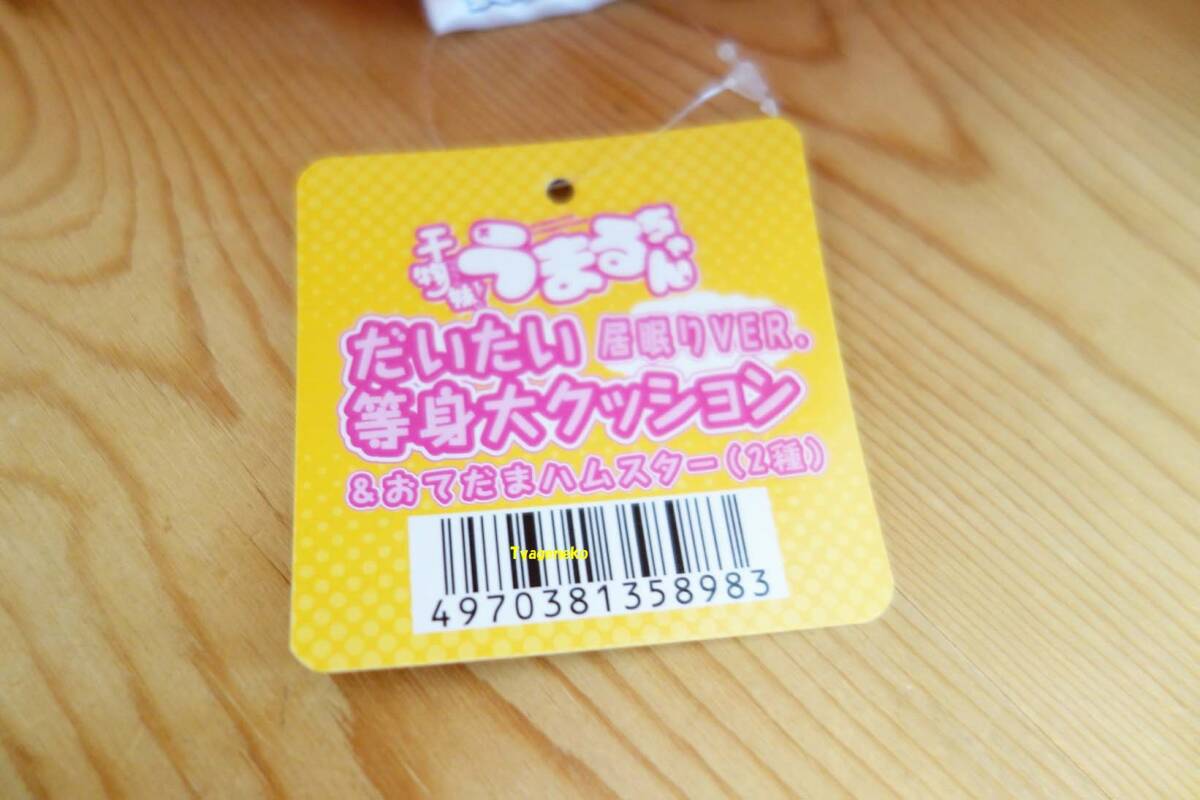 干物妹!うまるちゃん
だいたい 居眠りVER.
等身大クッション
&おてだまハムスター(2種)
Tyagoneko
4970381358983